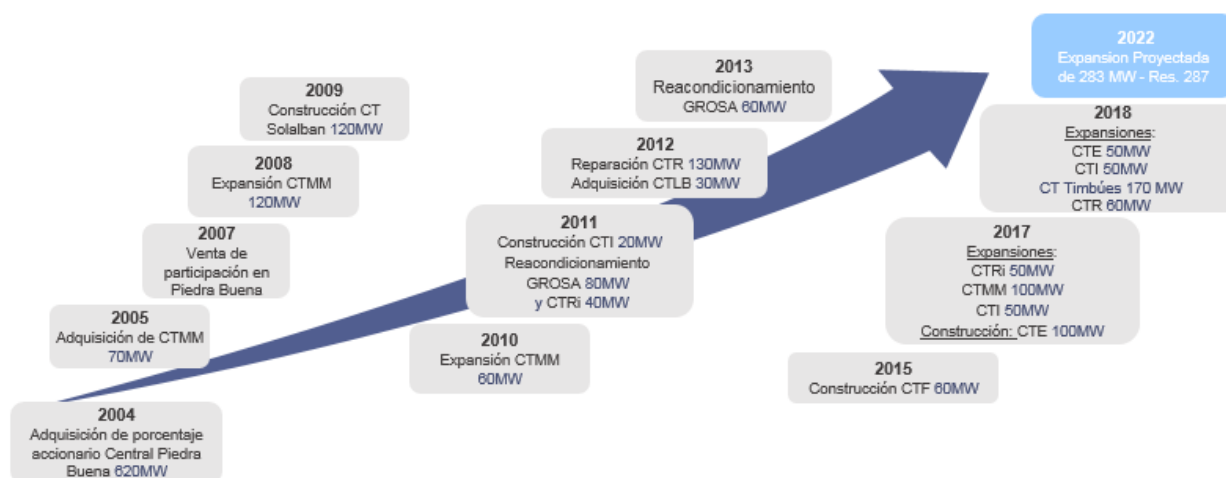 2004
Adquisición de porcentaje
accionario Central Piedra
Buena 620MW
2005
Adquisición de CTMM
70MW
2007
Venta de
participación en
Piedra Buena
2008
Expansión CTMM
120MW
2009
Construcción CT
Solalban 120MW
2010
Expansión CTMM
60MW
2011
Construcción CTI 20MW
Reacondicionamiento
GROSA 80MW
y CTRi 40MW
2012
Reparación CTR 130MW
Adquisición CTLB 30MW
2013
Reacondicionamiento
GROSA 60MW
2015
Construcción CTF 60MW
2017
Expansiones:
CTRi 50MW
CTMM 100MW
CTI 50MW
Construcción: CTE 100MW
2018
Expansiones:
CTE 50MW
CTI 50MW
CT Timbúes 170 MW
CTR 60MW
2022
Expansion Proyectada
de 283 MW - Res. 287